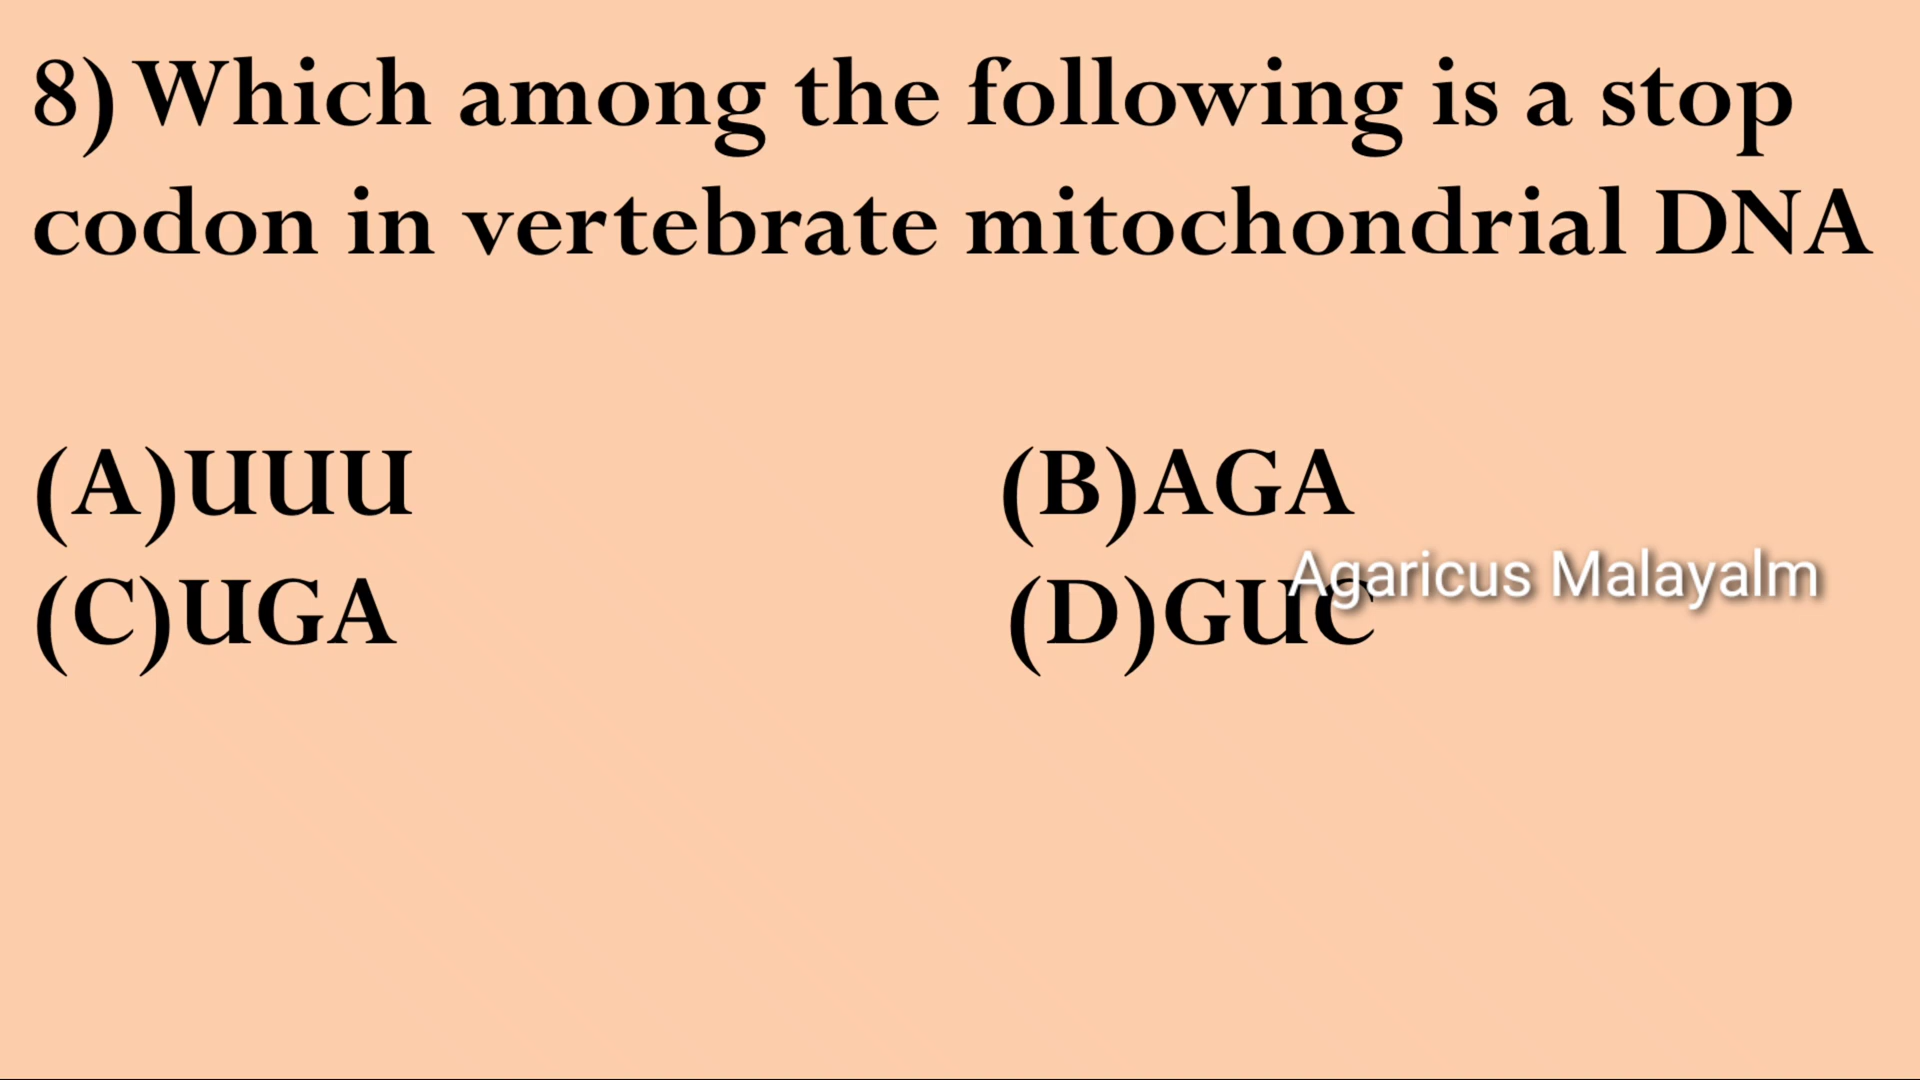 8) Which among the following is a stop
codon in vertebrate mitochondrial DNA
(A)UUU (B)AGA
Agaricus Malayalm
(C)UGA (D)GUC